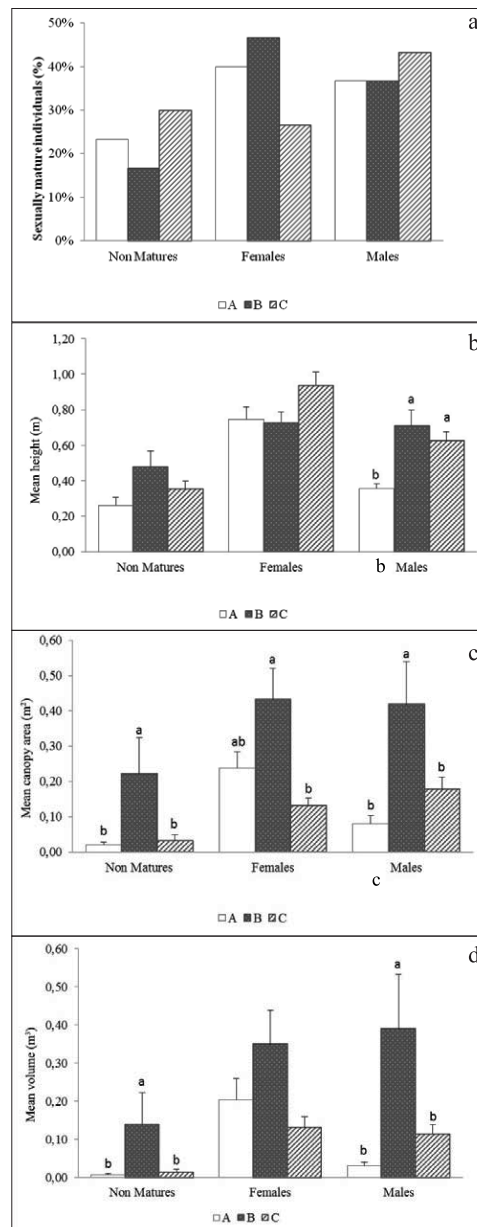 a
50%
40%
30%
20%
10%
0%
Sexually mature individuals (%)
Non Matures Females Males
A B C
b
1,20
1,00
0,80
0,60
0,40
0,20
0,00
Mean height (m)
b a a
Non Matures Females Males
b
A B C
c
0,60
0,50
0,40
0,30
0,20
0,10
0,00
Mean canopy area (m²)
b a b ab a b b a b
Non Matures Females Males
c
A B C
d
0,60
0,50
0,40
0,30
0,20
0,10
0,00
Mean volume (m³)
b a b a b
Non Matures Females Males
A B C